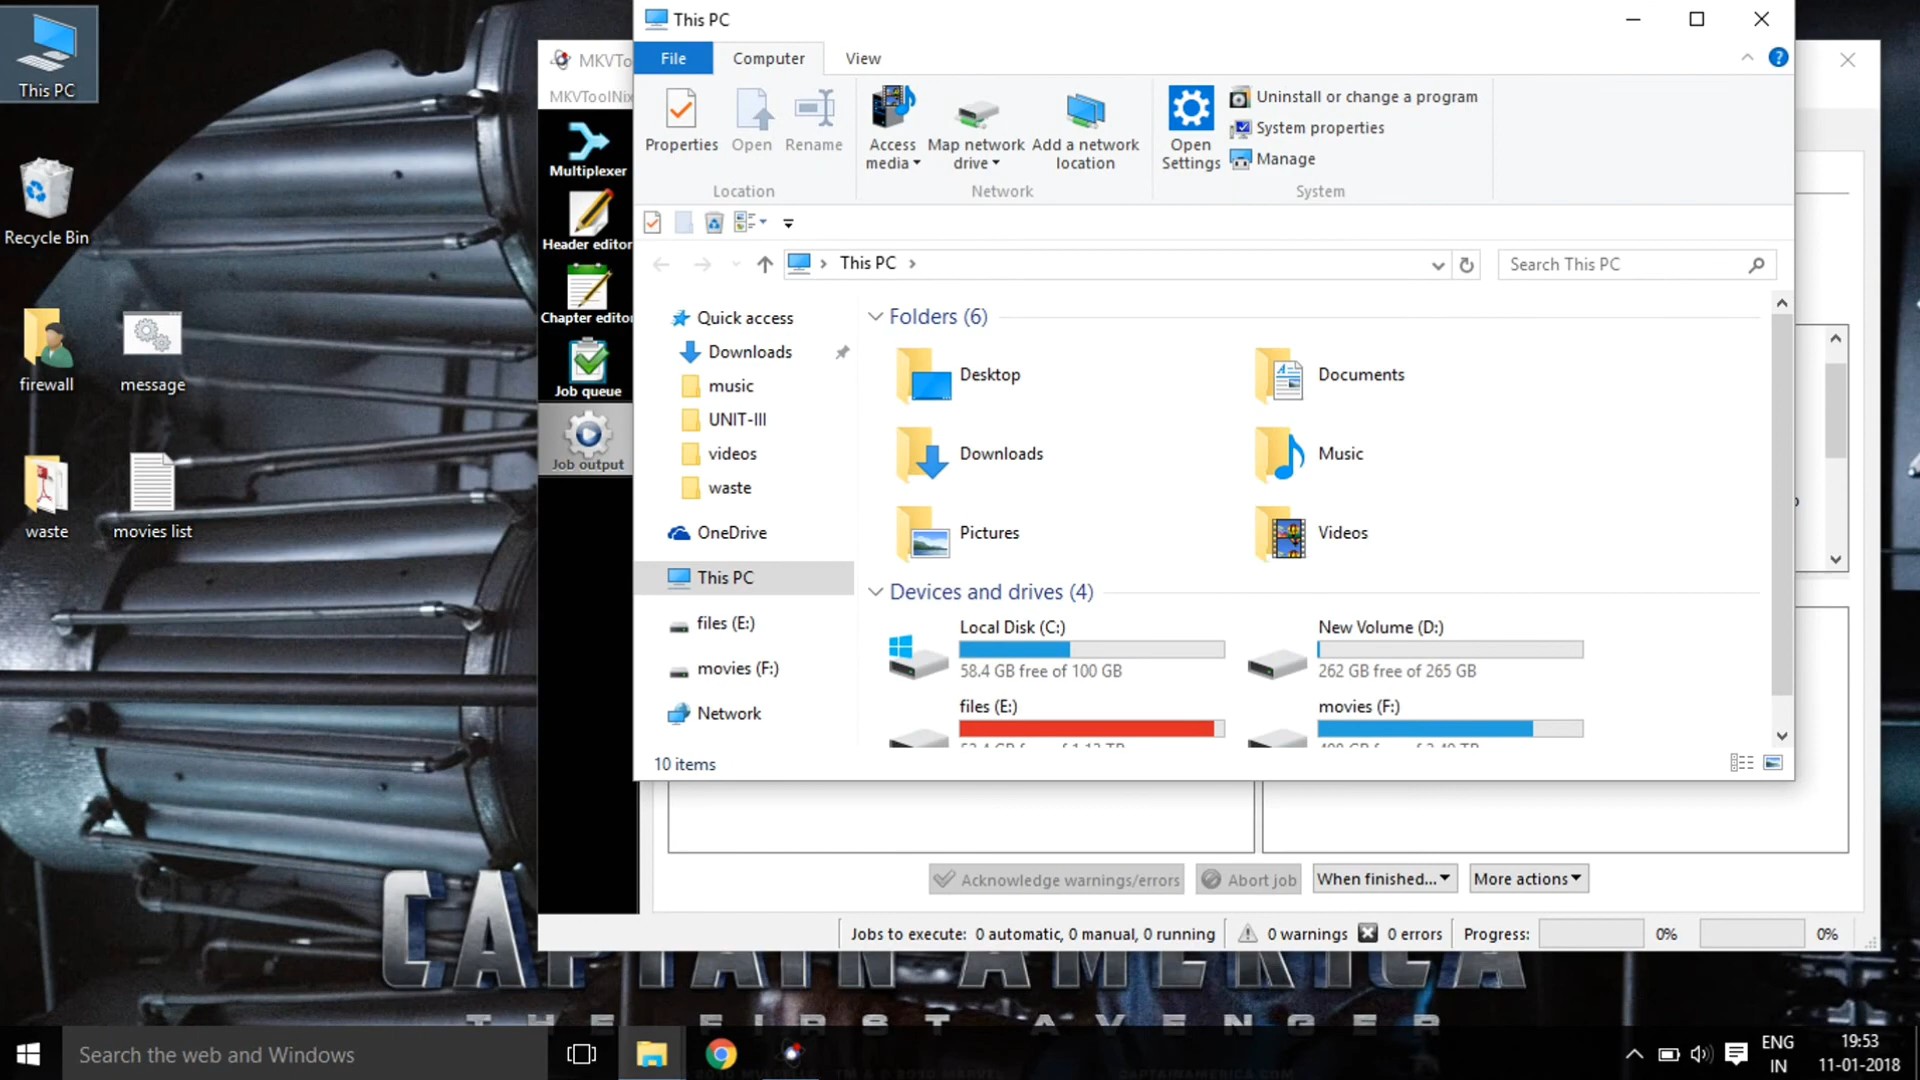 This PC
Recycle Bin
firewall
message
waste
movies list
MKVTo
MKVToolNix
Multiplexer
Header editor
Chapter editor
Job queue
Job output
This PC
File
Computer
View
Properties
Open
Rename
Access media
Map network drive
Add a network location
Open Settings
Uninstall or change a program
System properties
Manage
Location
Network
System
This PC
Search This PC
Quick access
Downloads
music
UNIT-III
videos
waste
OneDrive
This PC
files (E:)
movies (F:)
Network
Folders (6)
Desktop
Documents
Downloads
Music
Pictures
Videos
Devices and drives (4)
Local Disk (C:)
58.4 GB free of 100 GB
New Volume (D:)
262 GB free of 265 GB
files (E:)
movies (F:)
10 items
Acknowledge warnings/errors
Abort job
When finished...
More actions
Jobs to execute: 0 automatic, 0 manual, 0 running
0 warnings
0 errors
Progress:
0%
0%
CAPTAIN AMERICA
THE FIRST AVENGER
Search the web and Windows
ENG
IN
19:53
11-01-2018